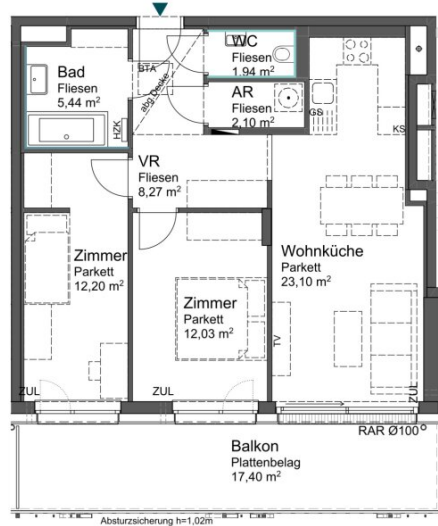 WC
Fliesen
1,94 m²
Bad
Fliesen
5,44 m²
BTA
abg Decke
HZK
AR
Fliesen
2,10 m²
GS
KS
VR
Fliesen
8,27 m²
Zimmer
Parkett
12,20 m²
Zimmer
Parkett
12,03 m²
Wohnküche
Parkett
23,10 m²
TV
ZUL
ZUL
ZUL
RAR Ø100
Balkon
Plattenbelag
17,40 m²
Absturzsicherung h=1,02m